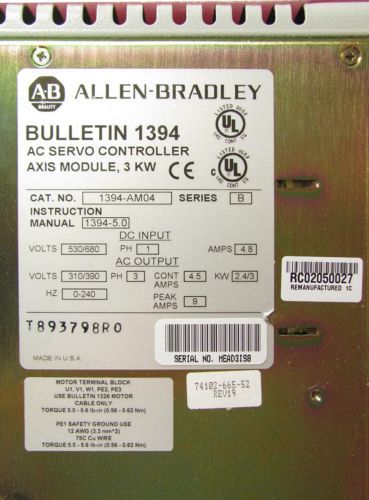 A-B
QUALITY
ALLEN-BRADLEY
LISTED
UL
BULLETIN 1394
AC SERVO CONTROLLER
AXIS MODULE, 3 KW
CE
UL
CAT. NO. 1394-AM04 SERIES B
INSTRUCTION
MANUAL 1394-5.0
DC INPUT
VOLTS 530/680 PH 1 AMPS 4.8
AC OUTPUT
VOLTS 310/390 PH 3 CONT AMPS 4.5 KW 2.4/3
HZ 0-240 PEAK AMPS 9
RC02050027
REMANUFACTURED 1C
T893798R0
MADE IN U.S.A.
SERIAL NO. MEAD3IS8
74102-665-52
REV19
MOTOR TERMINAL BLOCK
U1, V1, W1, PE2, PE3
USE BULLETIN 1326 MOTOR
CABLE ONLY
TORQUE 5.0 - 5.6 lb-in (0.56 - 0.62 Nm)
PE1 SAFETY GROUND USE
12 AWG (3.3 mm²)
75C Cu WIRE
TORQUE 5.0 - 5.6 lb-in (0.56 - 0.62 Nm)